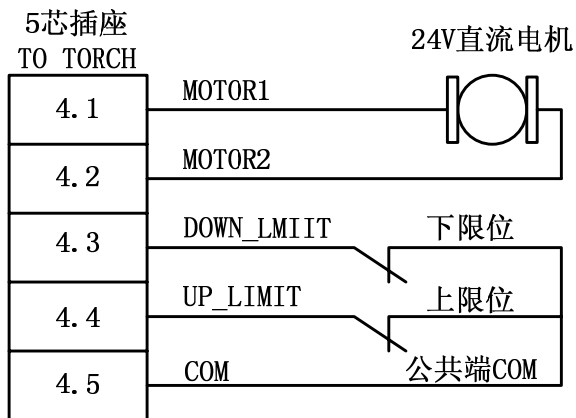 5芯插座
TO TORCH
24V直流电机
4.1 MOTOR1
4.2 MOTOR2
4.3 DOWN_LMIIT 下限位
4.4 UP_LIMIT 上限位
4.5 COM 公共端COM